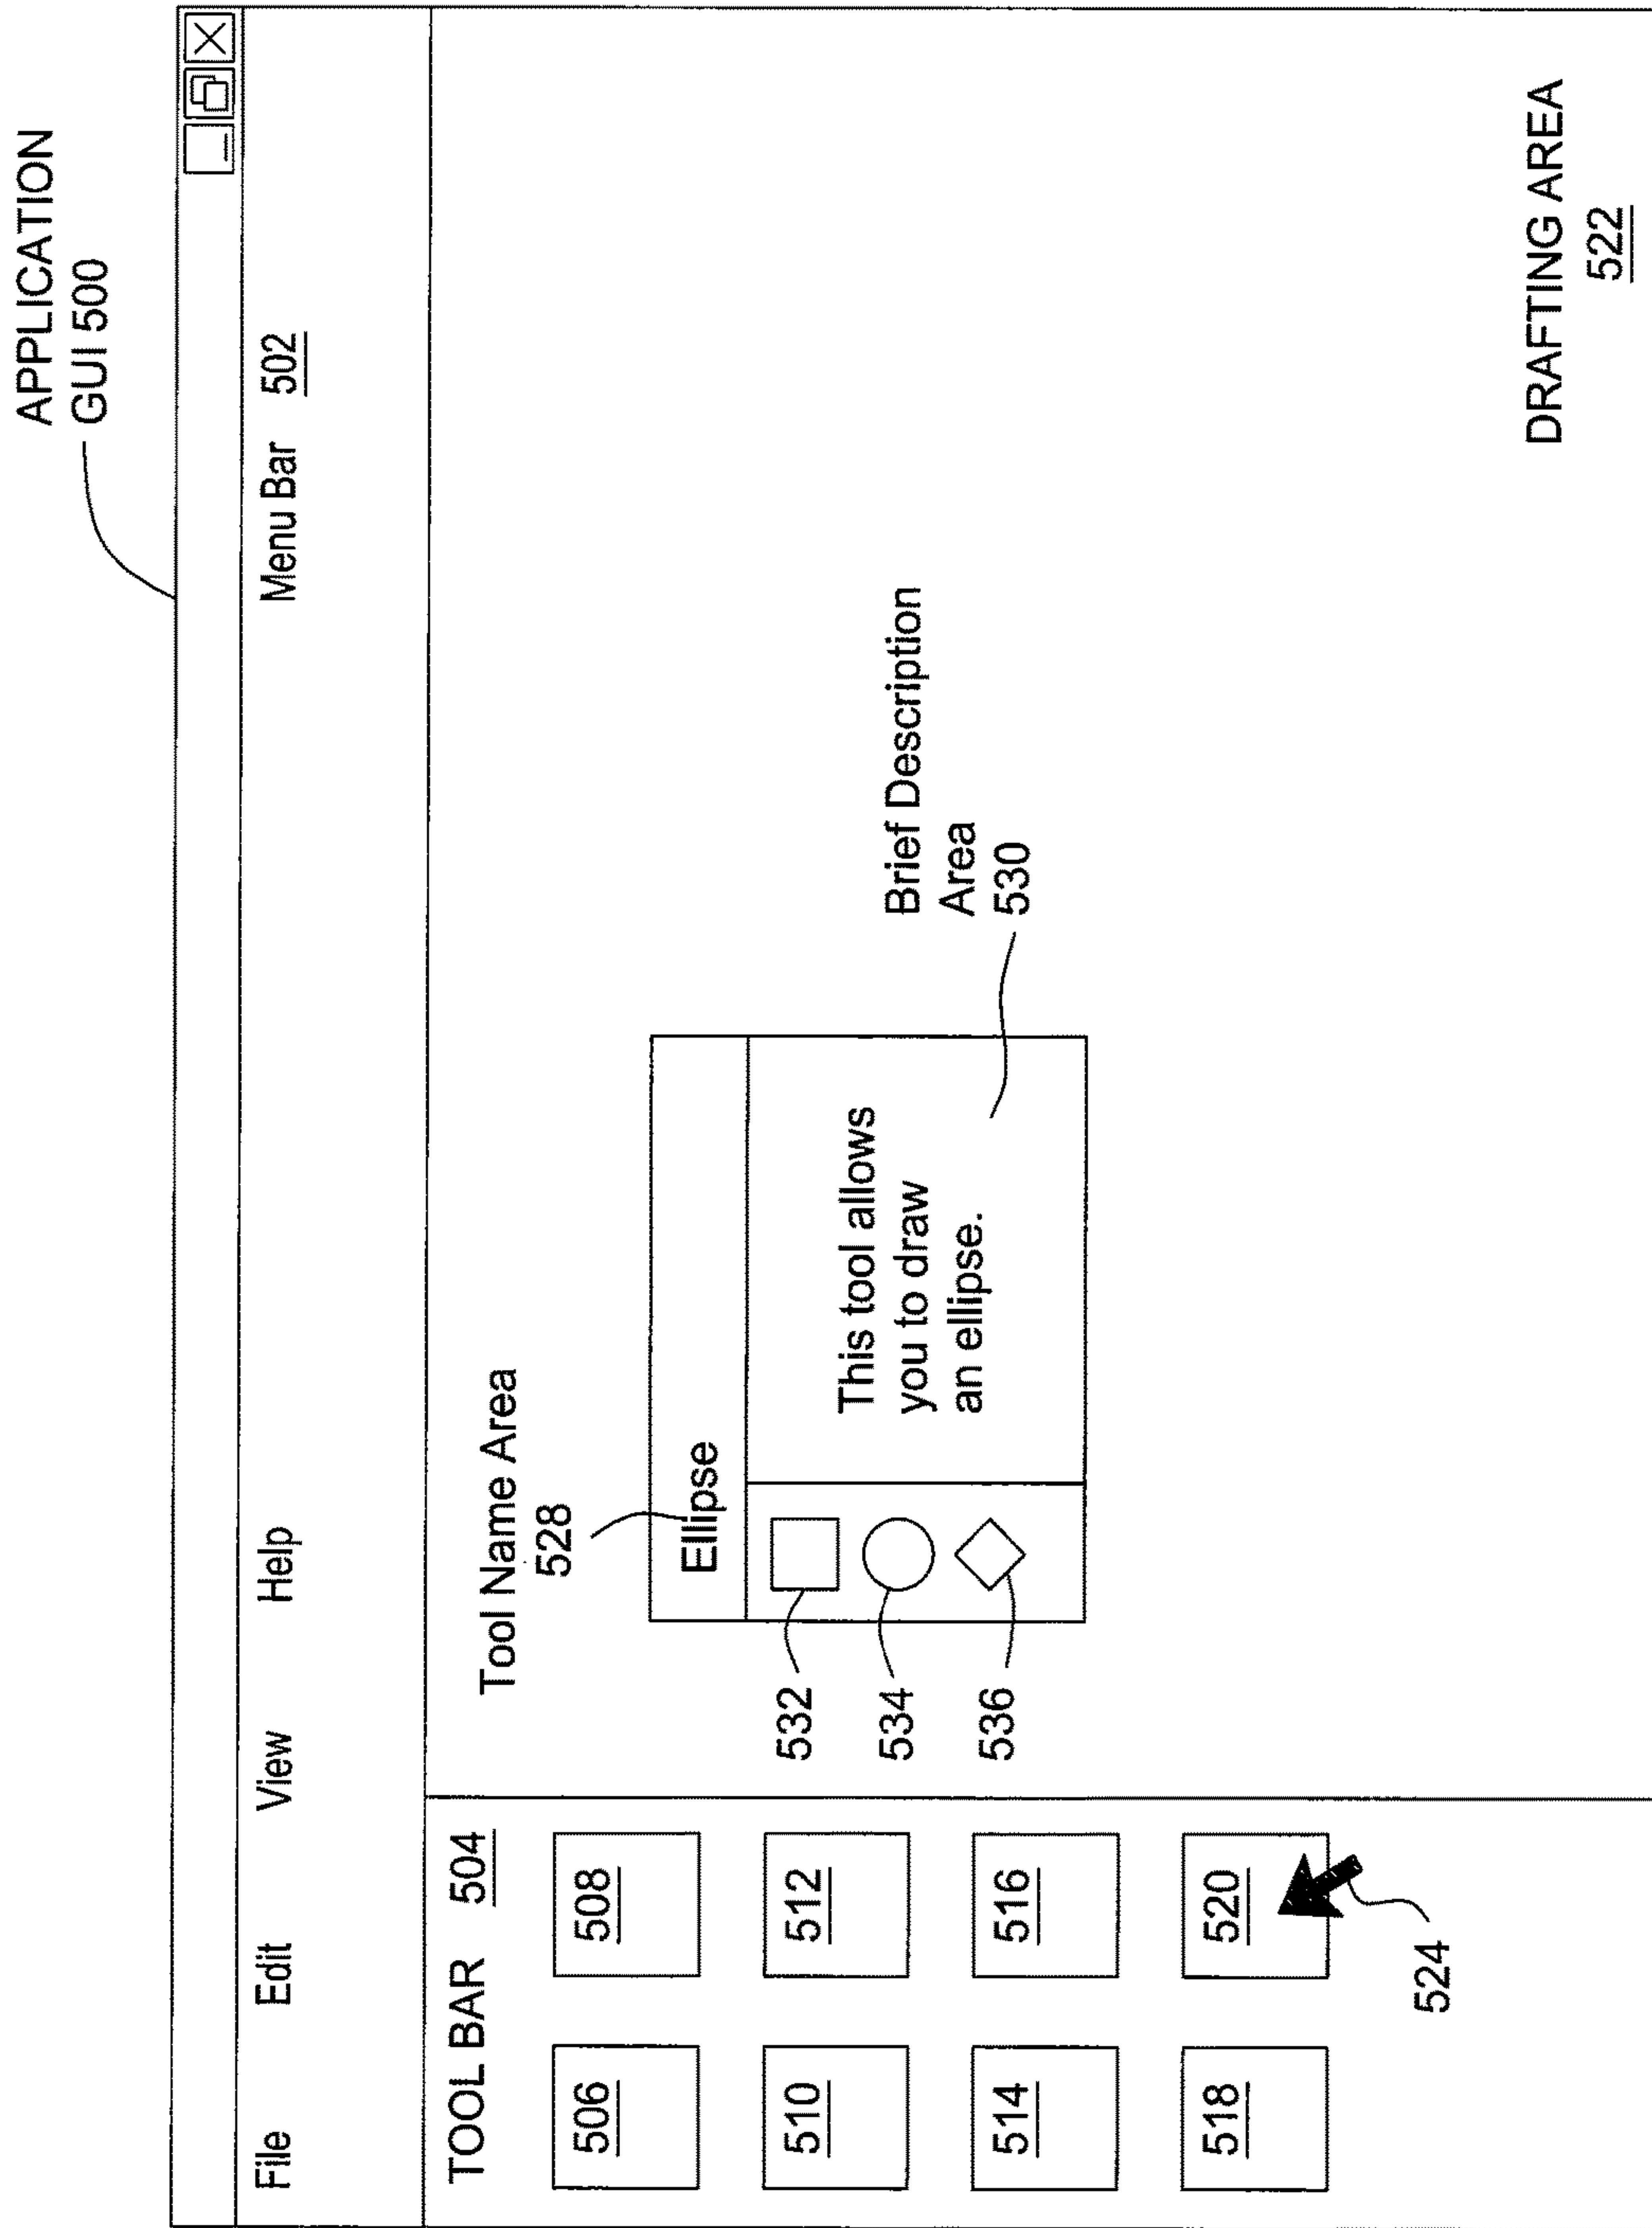 APPLICATION
GUI 500
File Edit View Help Menu Bar 502
TOOL BAR 504
506 508
510 512
514 516
518 520
524
Tool Name Area
528
Ellipse
532
534
536
This tool allows
you to draw
an ellipse.
Brief Description
Area
530
DRAFTING AREA
522